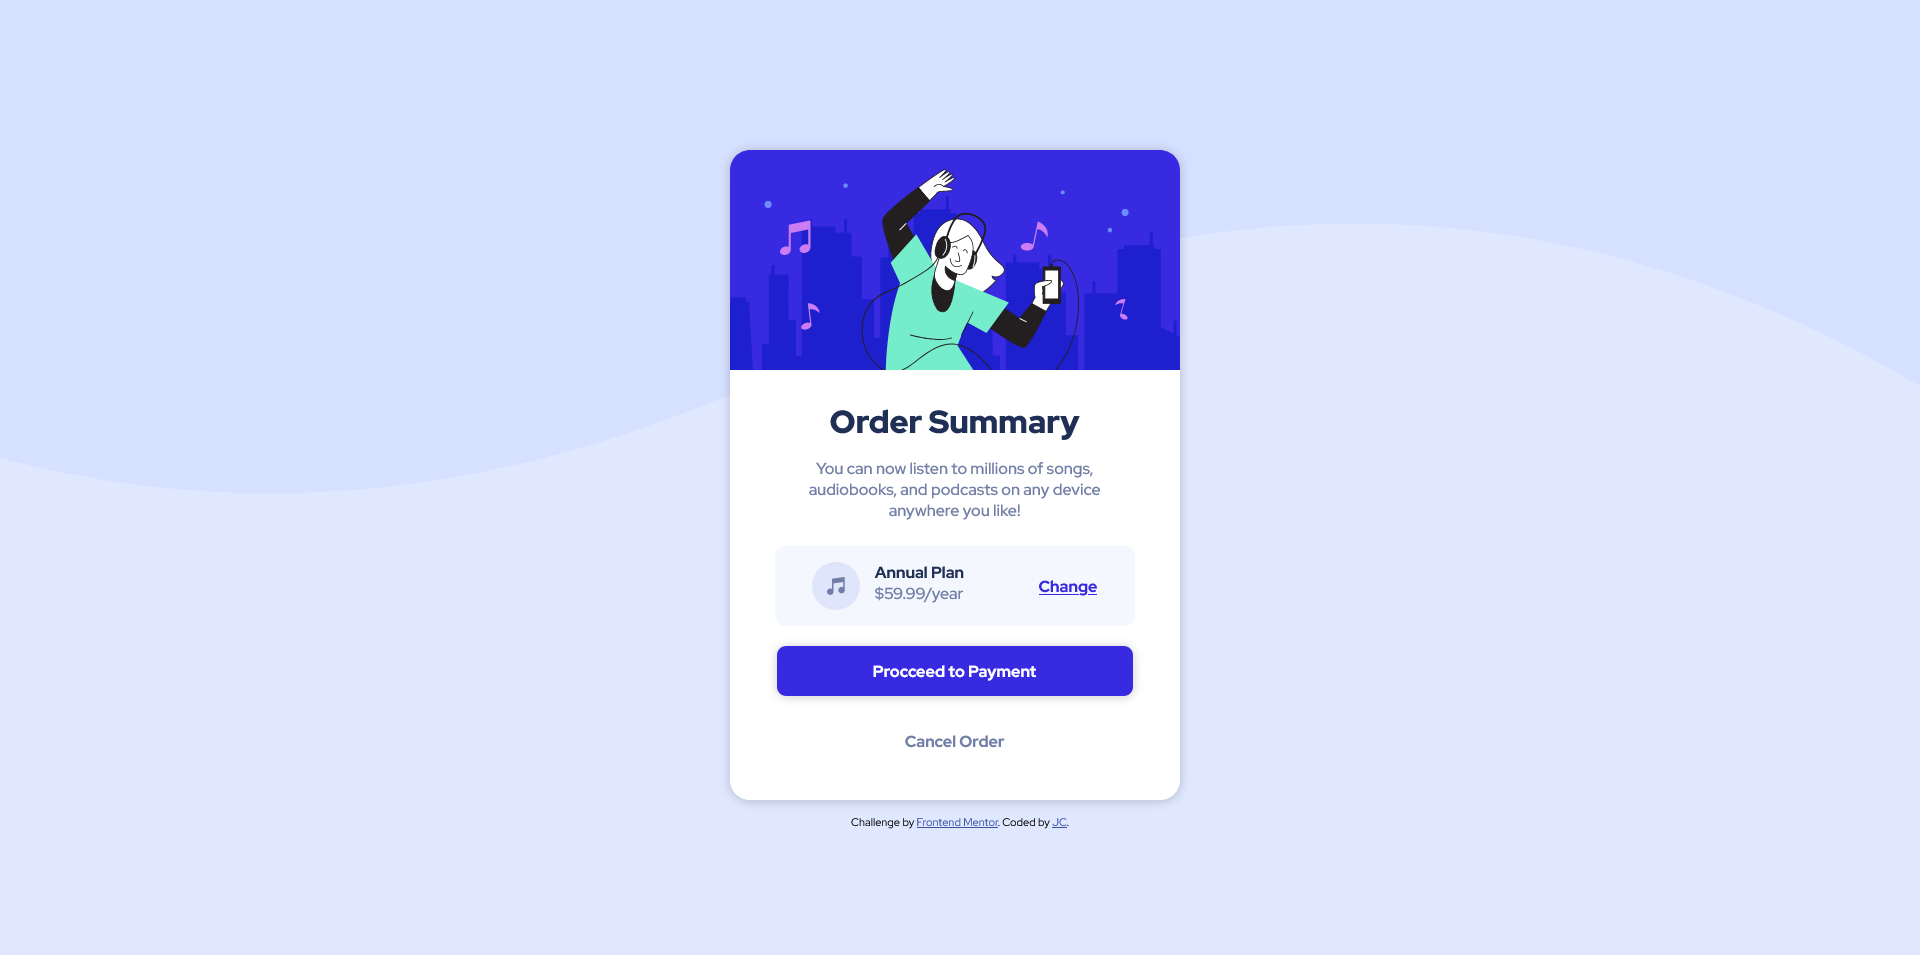 Order Summary
You can now listen to millions of songs,
audiobooks, and podcasts on any device
anywhere you like!
Annual Plan
$59.99/year
Change
Procceed to Payment
Cancel Order
Challenge by Frontend Mentor. Coded by JC.